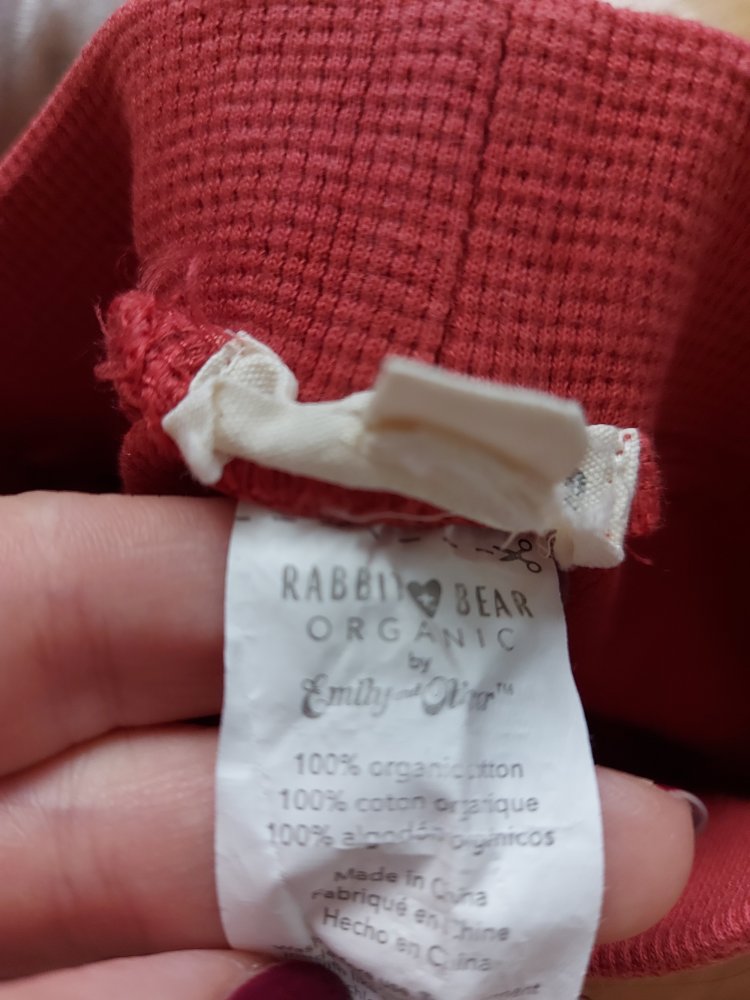 RABBIT BEAR
ORGANIC
by
Emily and Oliver™
100% organic cotton
100% coton organique
100% algodón orgánicos
Made in China
Fabriqué en Chine
Hecho en China